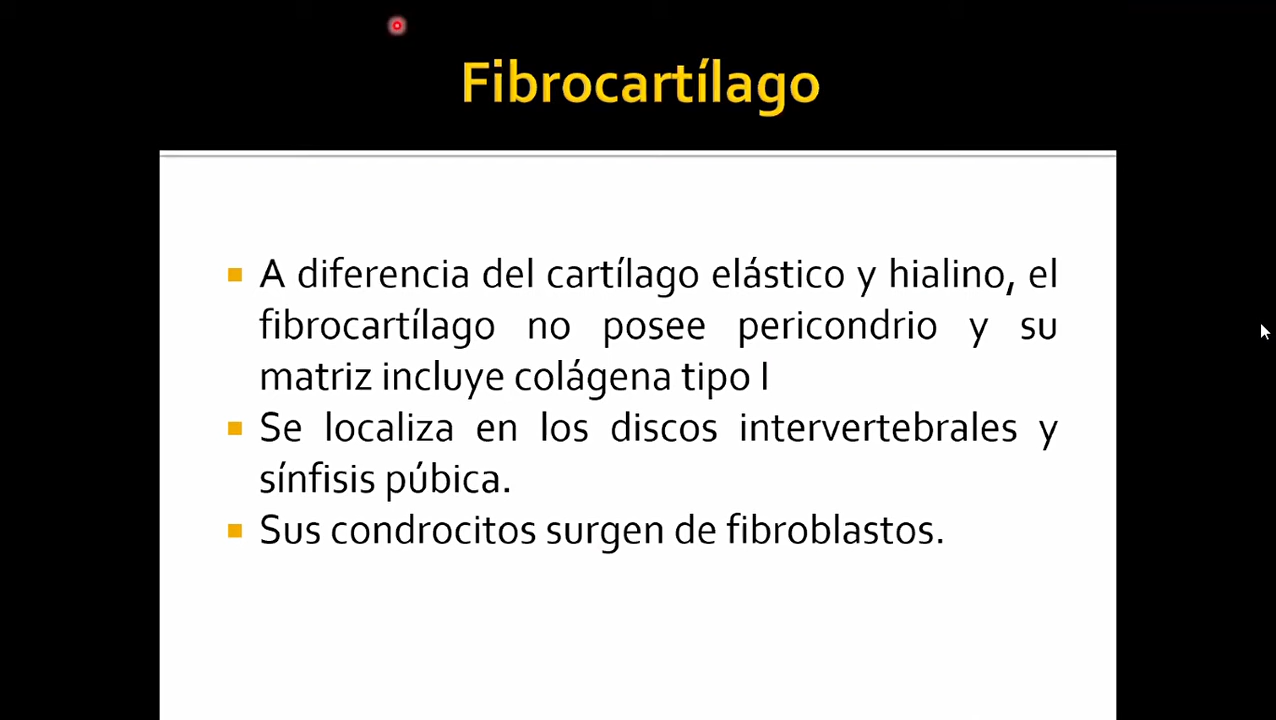 Fibrocartílago
A diferencia del cartílago elástico y hialino, el
fibrocartílago no posee pericondrio y su
matriz incluye colágena tipo I
Se localiza en los discos intervertebrales y
sínfisis púbica.
Sus condrocitos surgen de fibroblastos.